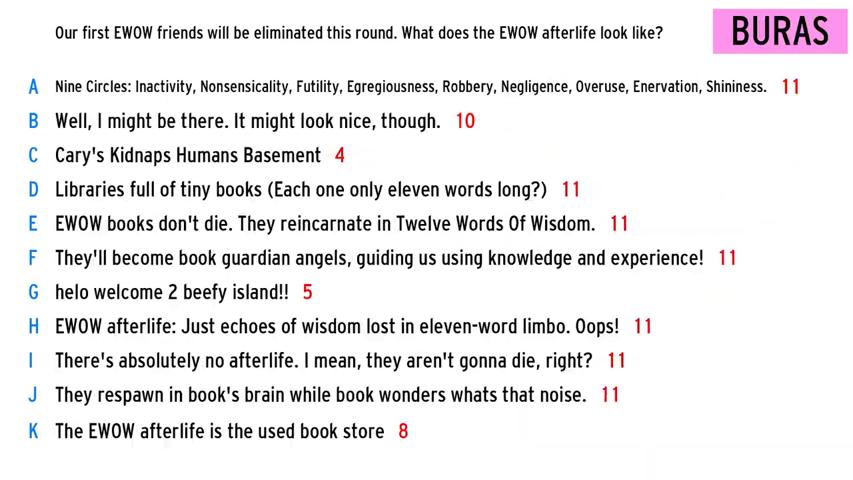 Our first EWOW friends will be eliminated this round. What does the EWOW afterlife look like?
BURAS
A Nine Circles: Inactivity, Nonsensicality, Futility, Egregiousness, Robbery, Negligence, Overuse, Enervation, Shininess. 11
B Well, I might be there. It might look nice, though. 10
C Cary's Kidnaps Humans Basement 4
D Libraries full of tiny books (Each one only eleven words long?) 11
E EWOW books don't die. They reincarnate in Twelve Words Of Wisdom. 11
F They'll become book guardian angels, guiding us using knowledge and experience! 11
G helo welcome 2 beefy island!! 5
H EWOW afterlife: Just echoes of wisdom lost in eleven-word limbo. Oops! 11
I There's absolutely no afterlife. I mean, they aren't gonna die, right? 11
J They respawn in book's brain while book wonders whats that noise. 11
K The EWOW afterlife is the used book store 8